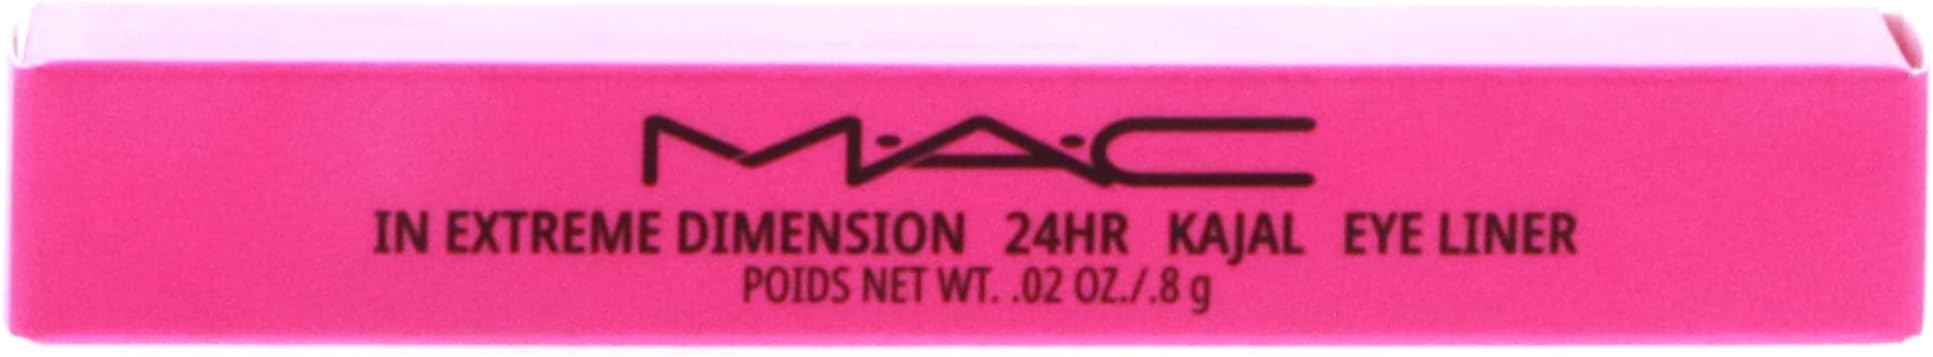 M·A·C
IN EXTREME DIMENSION 24HR KAJAL EYE LINER
POIDS NET WT. .02 OZ./.8 g